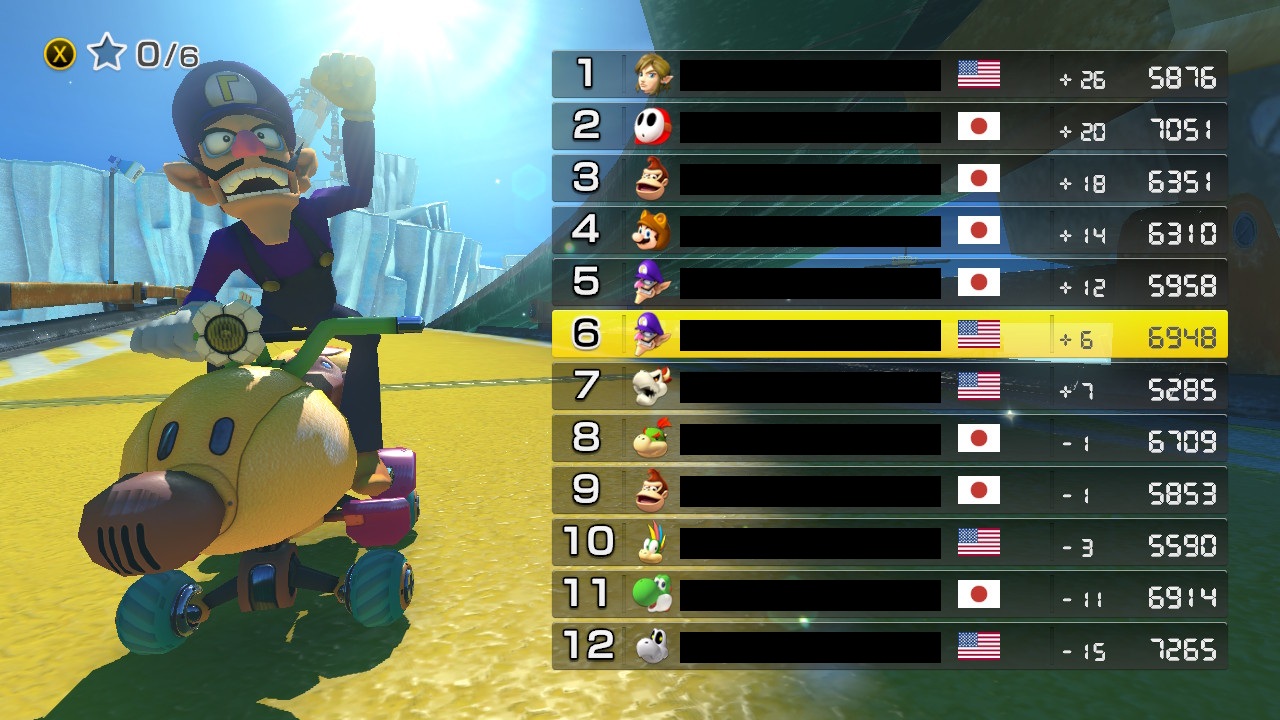 X 0/6
1 + 26 5876
2 + 20 7051
3 + 18 6351
4 + 14 6310
5 + 12 5958
6 + 6 6948
7 + 7 5285
8 - 1 6709
9 - 1 5853
10 - 3 5590
11 - 11 6914
12 - 15 7265